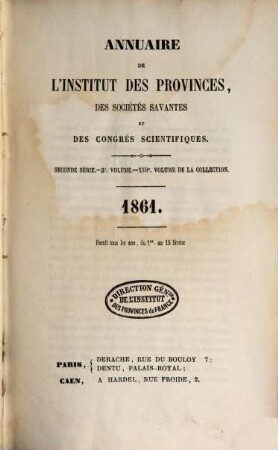 ANNUAIRE
DE
L'INSTITUT DES PROVINCES,
DES SOCIÉTÉS SAVANTES
ET
DES CONGRÉS SCIENTIFIQUES.
SECONDE SÉRIE.—3e. VOLUME.—XIIIe. VOLUME DE LA COLLECTION.
1861.
Paraît tous les ans, du 1er. au 15 février
DIRECTION GÉNle
DE L'INSTITUT
DES PROVINCES DE FRANCE
PARIS, { DERACHE, RUE DU BOULOY 7;
DENTU, PALAIS-ROYAL;
CAEN, A HARDEL, RUE FROIDE, 2.